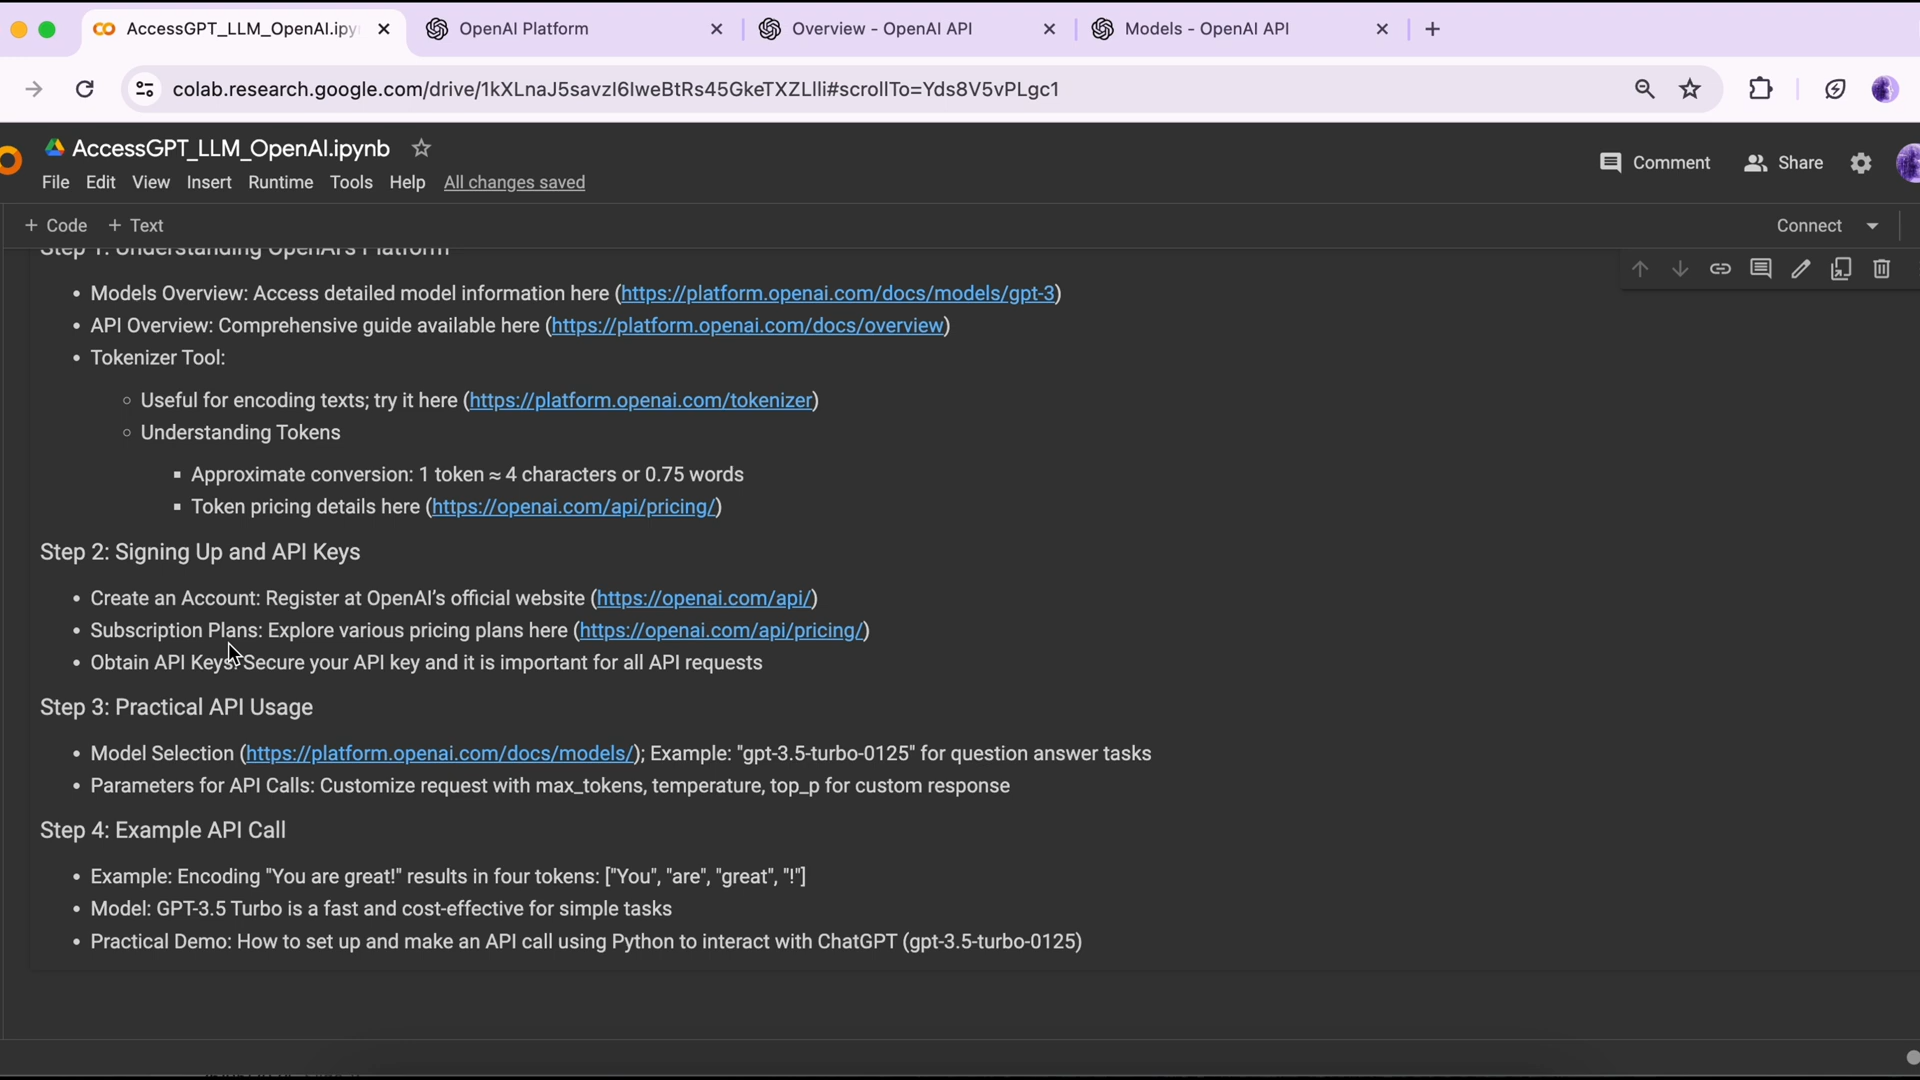 AccessGPT_LLM_OpenAI.ipy
OpenAI Platform
Overview - OpenAI API
Models - OpenAI API
colab.research.google.com/drive/1kXLnaJ5savzI6IweBtRs45GkeTXZLlli#scrollTo=Yds8V5vPLgc1
AccessGPT_LLM_OpenAI.ipynb
File Edit View Insert Runtime Tools Help All changes saved
Comment Share
+ Code + Text
Connect
Step 1: Understanding OpenAI's Platform
• Models Overview: Access detailed model information here (https://platform.openai.com/docs/models/gpt-3)
• API Overview: Comprehensive guide available here (https://platform.openai.com/docs/overview)
• Tokenizer Tool:
◦ Useful for encoding texts; try it here (https://platform.openai.com/tokenizer)
◦ Understanding Tokens
▪ Approximate conversion: 1 token ≈ 4 characters or 0.75 words
▪ Token pricing details here (https://openai.com/api/pricing/)
Step 2: Signing Up and API Keys
• Create an Account: Register at OpenAI’s official website (https://openai.com/api/)
• Subscription Plans: Explore various pricing plans here (https://openai.com/api/pricing/)
• Obtain API Keys: Secure your API key and it is important for all API requests
Step 3: Practical API Usage
• Model Selection (https://platform.openai.com/docs/models/); Example: "gpt-3.5-turbo-0125" for question answer tasks
• Parameters for API Calls: Customize request with max_tokens, temperature, top_p for custom response
Step 4: Example API Call
• Example: Encoding "You are great!" results in four tokens: ["You", "are", "great", "!"]
• Model: GPT-3.5 Turbo is a fast and cost-effective for simple tasks
• Practical Demo: How to set up and make an API call using Python to interact with ChatGPT (gpt-3.5-turbo-0125)